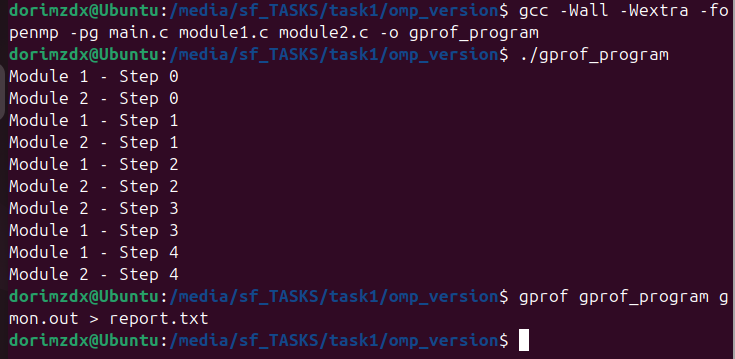 dorimzdx@Ubuntu:/media/sf_TASKS/task1/omp_version$ gcc -Wall -Wextra -fo
penmp -pg main.c module1.c module2.c -o gprof_program
dorimzdx@Ubuntu:/media/sf_TASKS/task1/omp_version$ ./gprof_program
Module 1 - Step 0
Module 2 - Step 0
Module 1 - Step 1
Module 2 - Step 1
Module 1 - Step 2
Module 2 - Step 2
Module 2 - Step 3
Module 1 - Step 3
Module 1 - Step 4
Module 2 - Step 4
dorimzdx@Ubuntu:/media/sf_TASKS/task1/omp_version$ gprof gprof_program g
mon.out > report.txt
dorimzdx@Ubuntu:/media/sf_TASKS/task1/omp_version$